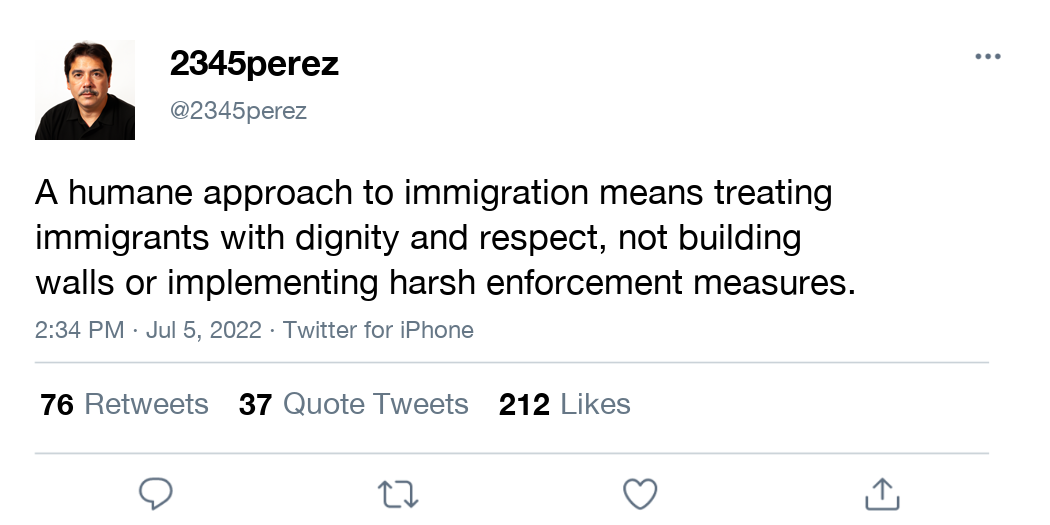 2345perez
@2345perez
A humane approach to immigration means treating
immigrants with dignity and respect, not building
walls or implementing harsh enforcement measures.
2:34 PM · Jul 5, 2022 · Twitter for iPhone
76 Retweets 37 Quote Tweets 212 Likes